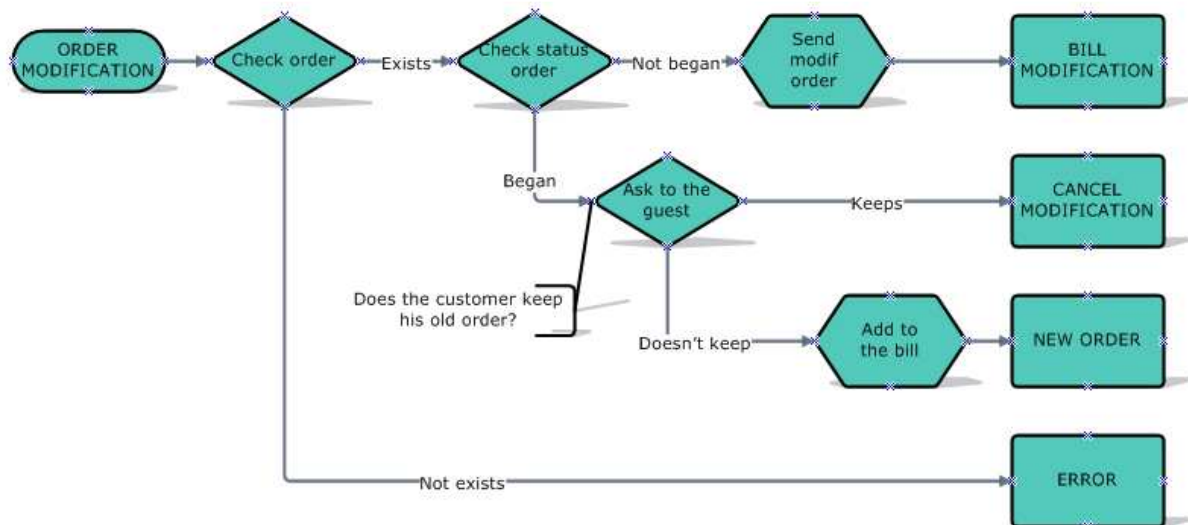 ORDER
MODIFICATION
Check order
Exists
Check status
order
Not began
Send
modif
order
BILL
MODIFICATION
Began
Ask to the
guest
Keeps
CANCEL
MODIFICATION
Does the customer keep
his old order?
Doesn't keep
Add to
the bill
NEW ORDER
Not exists
ERROR